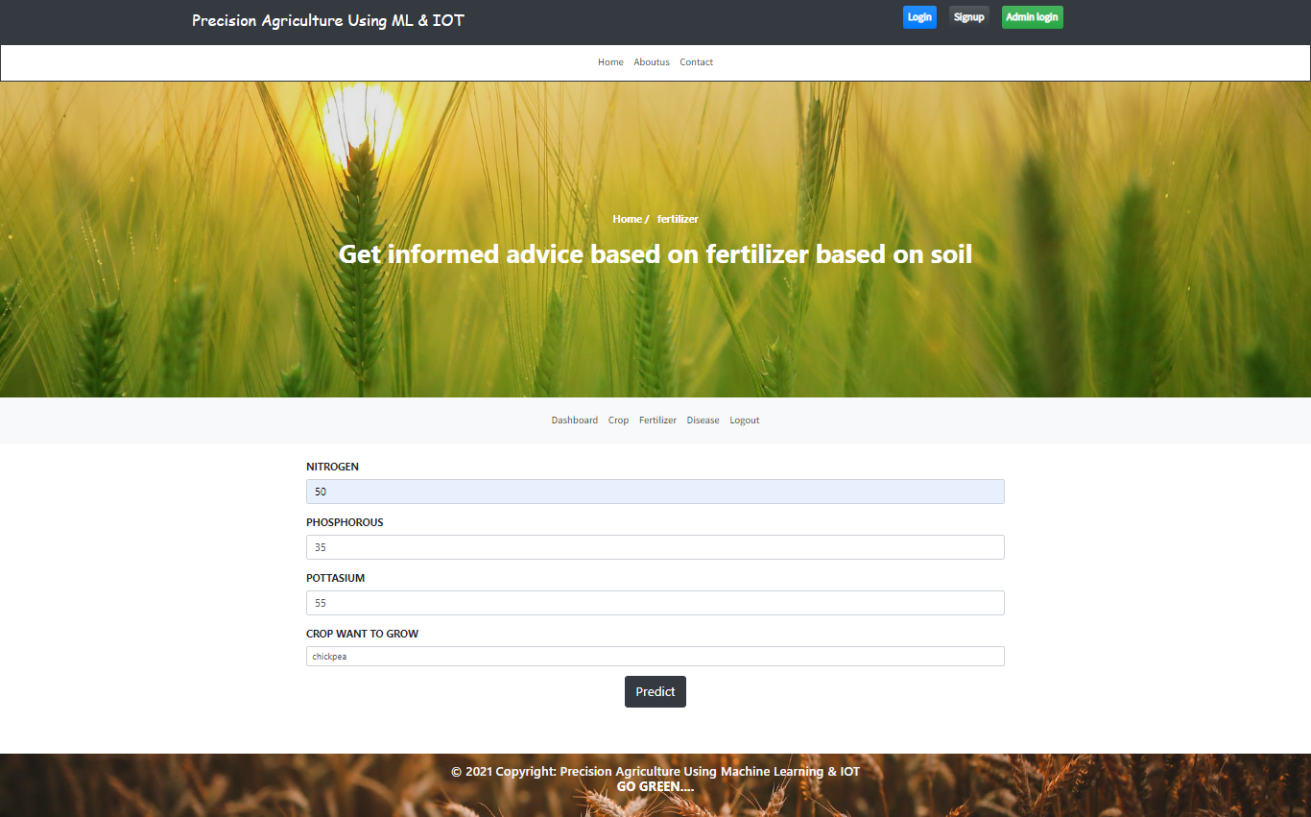 Precision Agriculture Using ML & IOT Login Signup Admin login
Home Aboutus Contact
Home / fertilizer
Get informed advice based on fertilizer based on soil
Dashboard Crop Fertilizer Disease Logout
NITROGEN
50
PHOSPHOROUS
35
POTTASIUM
55
CROP WANT TO GROW
chickpea
Predict
© 2021 Copyright: Precision Agriculture Using Machine Learning & IOT
GO GREEN....